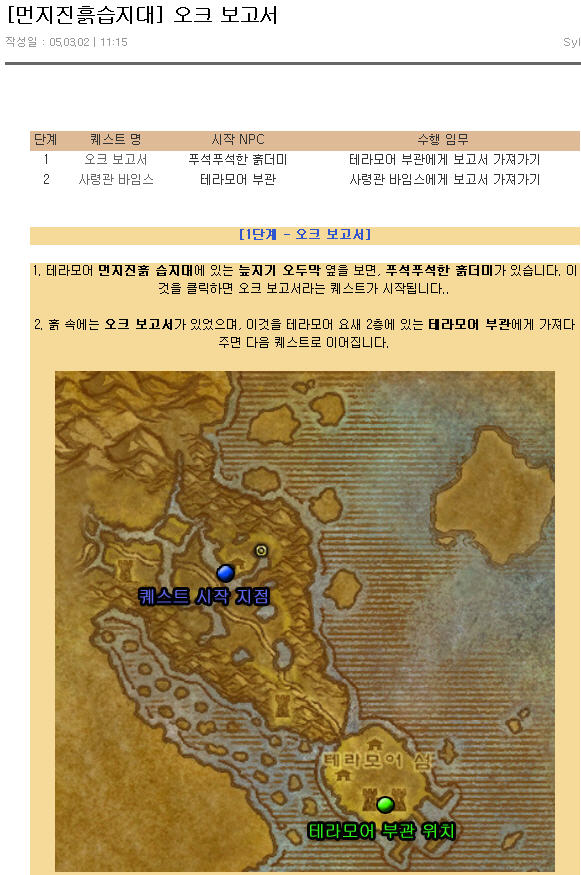 [먼지진흙습지대] 오크 보고서
작성일 : 05.03.02 | 11:15
Syl
단계 퀘스트 명 시작 NPC 수행 임무
1 오크 보고서 푸석푸석한 흙더미 테라모어 부관에게 보고서 가져가기
2 사령관 바임스 테라모어 부관 사령관 바임스에게 보고서 가져가기
[1단계 - 오크 보고서]
1. 테라모어 먼지진흙 습지대에 있는 늪지기 오두막 옆을 보면, 푸석푸석한 흙더미가 있습니다. 이
것을 클릭하면 오크 보고서라는 퀘스트가 시작됩니다..
2. 흙 속에는 오크 보고서가 있었으며, 이것을 테라모어 요새 2층에 있는 테라모어 부관에게 가져다
주면 다음 퀘스트로 이어집니다.
퀘스트 시작 지점
테라모어 섬
테라모어 부관 위치